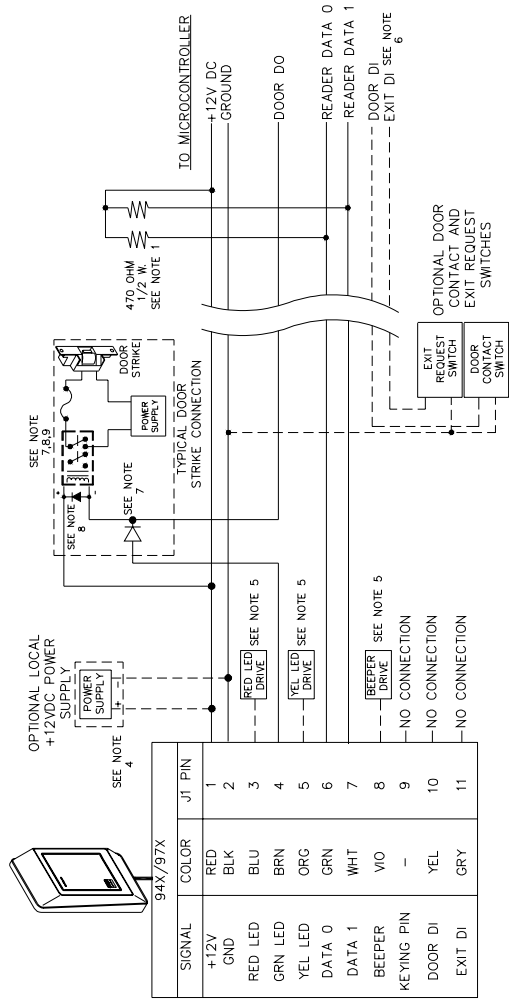 94X/97X
SIGNAL COLOR J1 PIN
+12V RED 1
GND BLK 2
RED LED BLU 3
GRN LED BRN 4
YEL LED ORG 5
DATA 0 GRN 6
DATA 1 WHT 7
BEEPER VIO 8
KEYING PIN – 9
DOOR DI YEL 10
EXIT DI GRY 11
OPTIONAL LOCAL
+12VDC POWER
SUPPLY
POWER
SUPPLY
+
SEE NOTE
4
RED LED
DRIVE
SEE NOTE 5
YEL LED
DRIVE
SEE NOTE 5
BEEPER
DRIVE
SEE NOTE 5
NO CONNECTION
NO CONNECTION
NO CONNECTION
SEE NOTE
7,8,9
SEE NOTE
8
+
-
SEE NOTE
7
POWER
SUPPLY
DOOR
STRIKE
TYPICAL DOOR
STRIKE CONNECTION
470 OHM
1/2 W.
SEE NOTE 1
EXIT
REQUEST
SWITCH
DOOR
CONTACT
SWITCH
OPTIONAL DOOR
CONTACT AND
EXIT REQUEST
SWITCHES
TO MICROCONTROLLER
+12V DC
GROUND
DOOR DO
READER DATA 0
READER DATA 1
DOOR DI
EXIT DI SEE NOTE
6